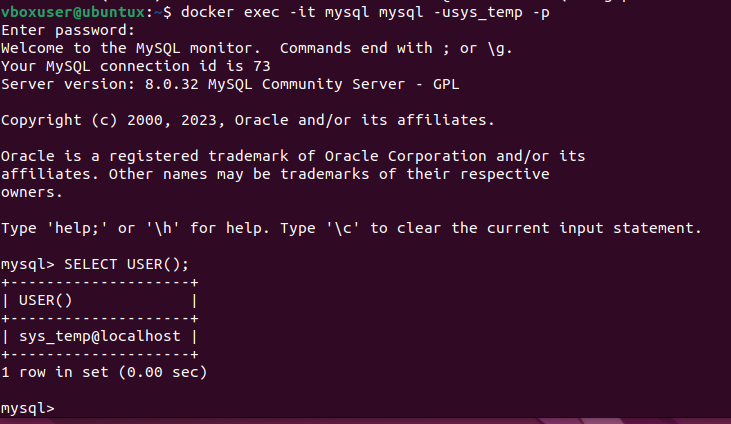 vboxuser@ubuntux:~$ docker exec -it mysql mysql -usys_temp -p
Enter password:
Welcome to the MySQL monitor.  Commands end with ; or \g.
Your MySQL connection id is 73
Server version: 8.0.32 MySQL Community Server - GPL

Copyright (c) 2000, 2023, Oracle and/or its affiliates.

Oracle is a registered trademark of Oracle Corporation and/or its
affiliates. Other names may be trademarks of their respective
owners.

Type 'help;' or '\h' for help. Type '\c' to clear the current input statement.

mysql> SELECT USER();
+--------------------+
| USER()             |
+--------------------+
| sys_temp@localhost |
+--------------------+
1 row in set (0.00 sec)

mysql>